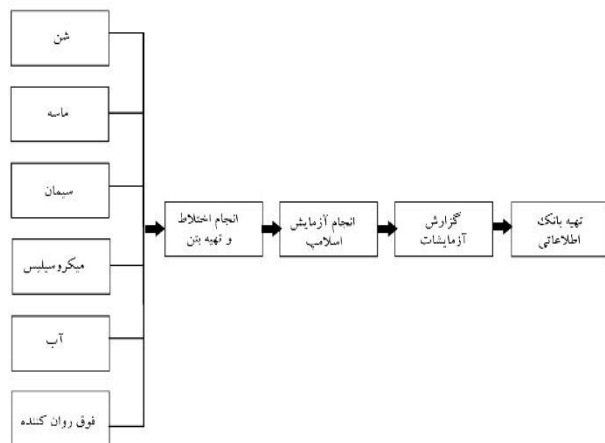 شن
ماسه
سیمان
میکروسیلیس
آب
فوق روان کننده
انجام اختلاط
و تهیه بتن
انجام آزمایش
اسلامپ
گزارش
آزمایشات
تهیه بانک
اطلاعاتی